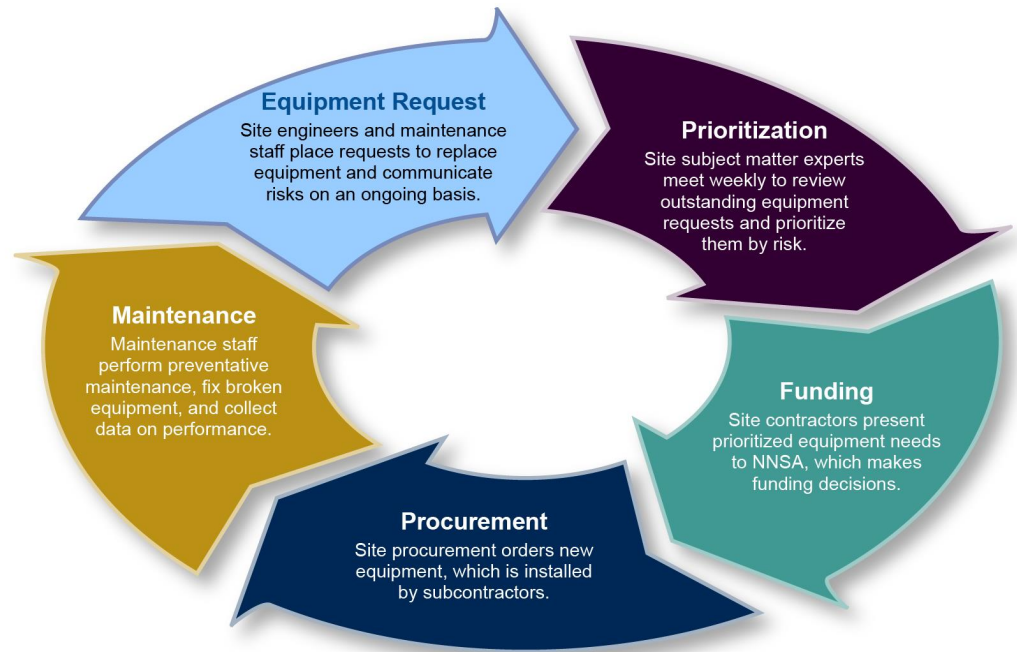 Equipment Request
Site engineers and maintenance
staff place requests to replace
equipment and communicate
risks on an ongoing basis.
Prioritization
Site subject matter experts
meet weekly to review
outstanding equipment
requests and prioritize
them by risk.
Funding
Site contractors present
prioritized equipment needs
to NNSA, which makes
funding decisions.
Procurement
Site procurement orders new
equipment, which is installed
by subcontractors.
Maintenance
Maintenance staff
perform preventative
maintenance, fix broken
equipment, and collect
data on performance.